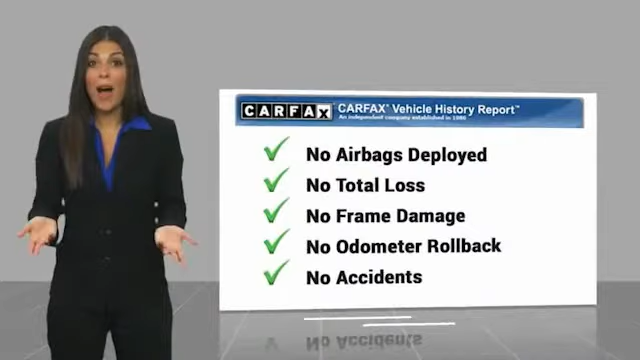 CARFAX CARFAX® Vehicle History Report™
An independent company established in 1986
No Airbags Deployed
No Total Loss
No Frame Damage
No Odometer Rollback
No Accidents